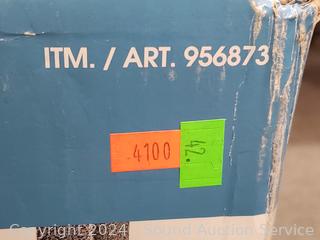 ITM. / ART. 956873
4100
42.
Copyright 2024 - Sound Auction Service